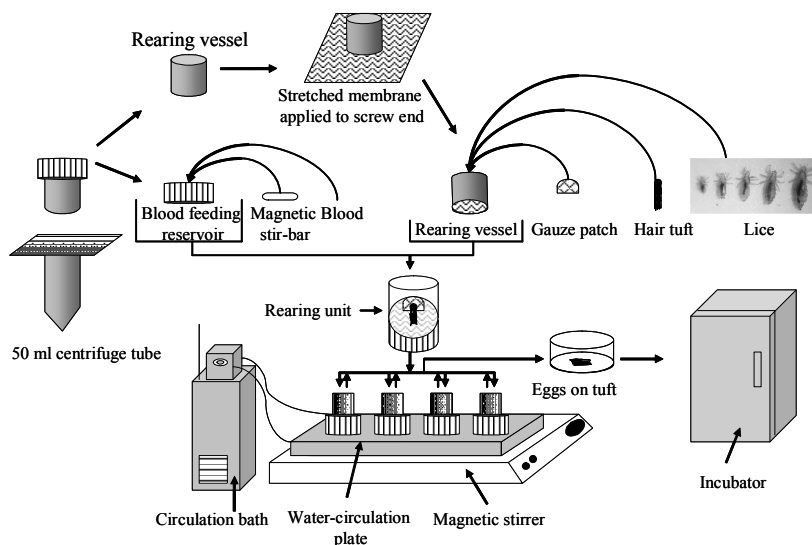 Rearing vessel
Stretched membrane
applied to screw end
Blood feeding
reservoir
Magnetic
stir-bar
Blood
Rearing vessel
Gauze patch
Hair tuft
Lice
50 ml centrifuge tube
Rearing unit
Eggs on tuft
Incubator
Circulation bath
Water-circulation
plate
Magnetic stirrer